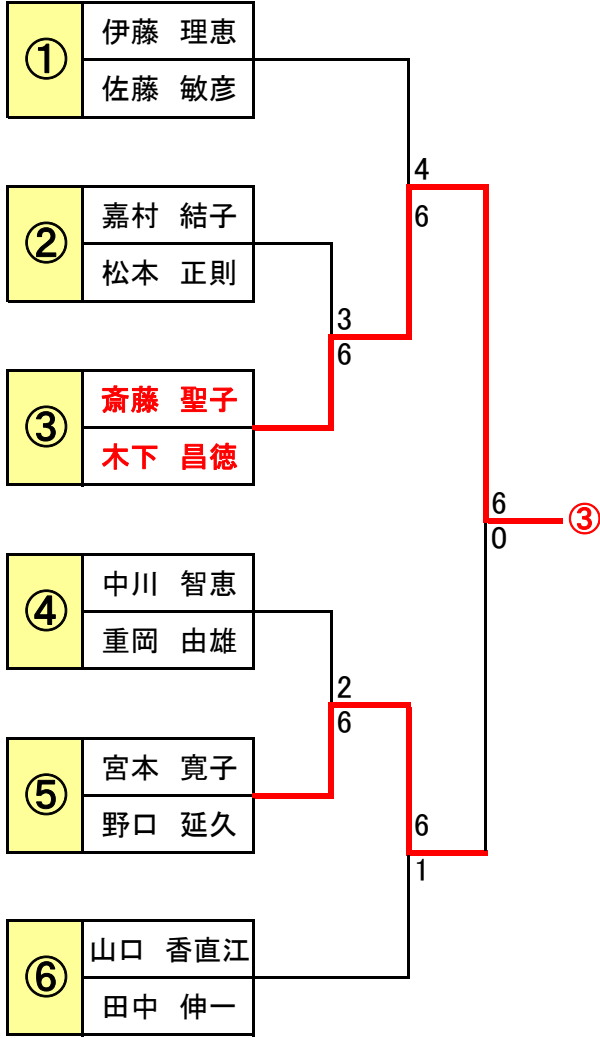 ①
伊藤 理恵
佐藤 敏彦
4
6
②
嘉村 結子
松本 正則
3
6
③
斎藤 聖子
木下 昌徳
6
0
③
④
中川 智恵
重岡 由雄
2
6
⑤
宮本 寛子
野口 延久
6
1
⑥
山口 香直江
田中 伸一